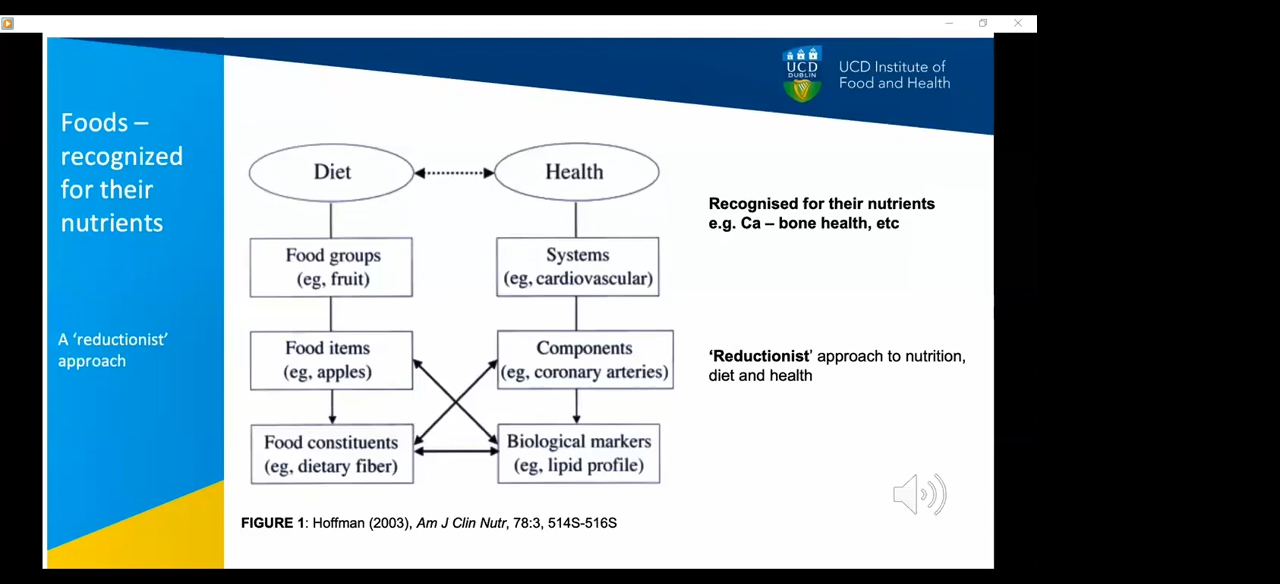 UCD
DUBLIN
UCD Institute of
Food and Health
Foods –
recognized
for their
nutrients
A ‘reductionist’
approach
Diet
Health
Food groups
(eg, fruit)
Systems
(eg, cardiovascular)
Food items
(eg, apples)
Components
(eg, coronary arteries)
Food constituents
(eg, dietary fiber)
Biological markers
(eg, lipid profile)
Recognised for their nutrients
e.g. Ca – bone health, etc
‘Reductionist’ approach to nutrition,
diet and health
FIGURE 1: Hoffman (2003), Am J Clin Nutr, 78:3, 514S-516S